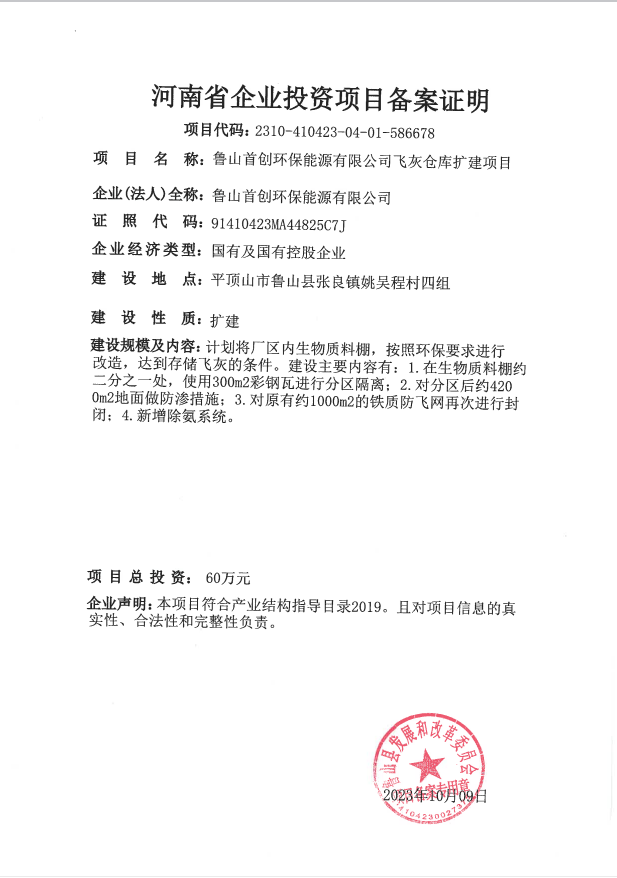 河南省企业投资项目备案证明
项目代码：2310-410423-04-01-586678
项目名称：鲁山首创环保能源有限公司飞灰仓库扩建项目
企业(法人)全称：鲁山首创环保能源有限公司
证照代码：91410423MA44825C7J
企业经济类型：国有及国有控股企业
建设地点：平顶山市鲁山县张良镇姚吴程村四组
建设性质：扩建
建设规模及内容：计划将厂区内生物质料棚，按照环保要求进行
改造，达到存储飞灰的条件。建设主要内容有：1.在生物质料棚约
二分之一处，使用300m2彩钢瓦进行分区隔离；2.对分区后约420
0m2地面做防渗措施；3.对原有约1000m2的铁质防飞网再次进行封
闭；4.新增除氨系统。
项目总投资：60万元
企业声明：本项目符合产业结构指导目录2019。且对项目信息的真
实性、合法性和完整性负责。
鲁山县发展和改革委员会
备案专用章
2023年10月09日